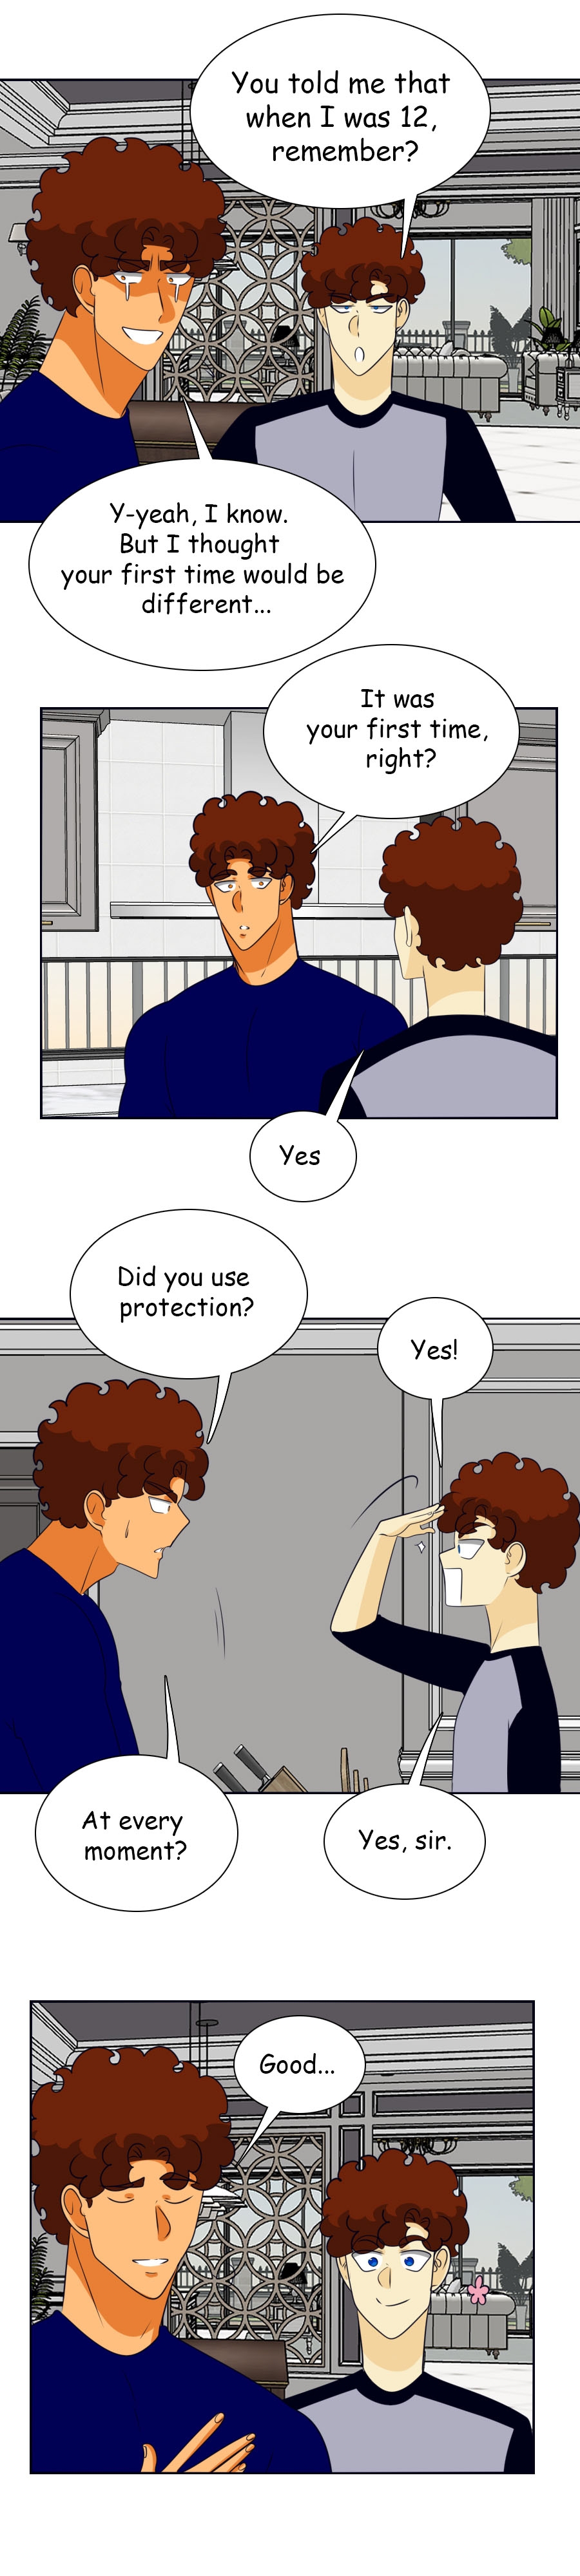 You told me that
when I was 12,
remember?
Y-yeah, I know.
But I thought
your first time would be
different...
It was
your first time,
right?
Yes
Did you use
protection?
Yes!
At every
moment?
Yes, sir.
Good...